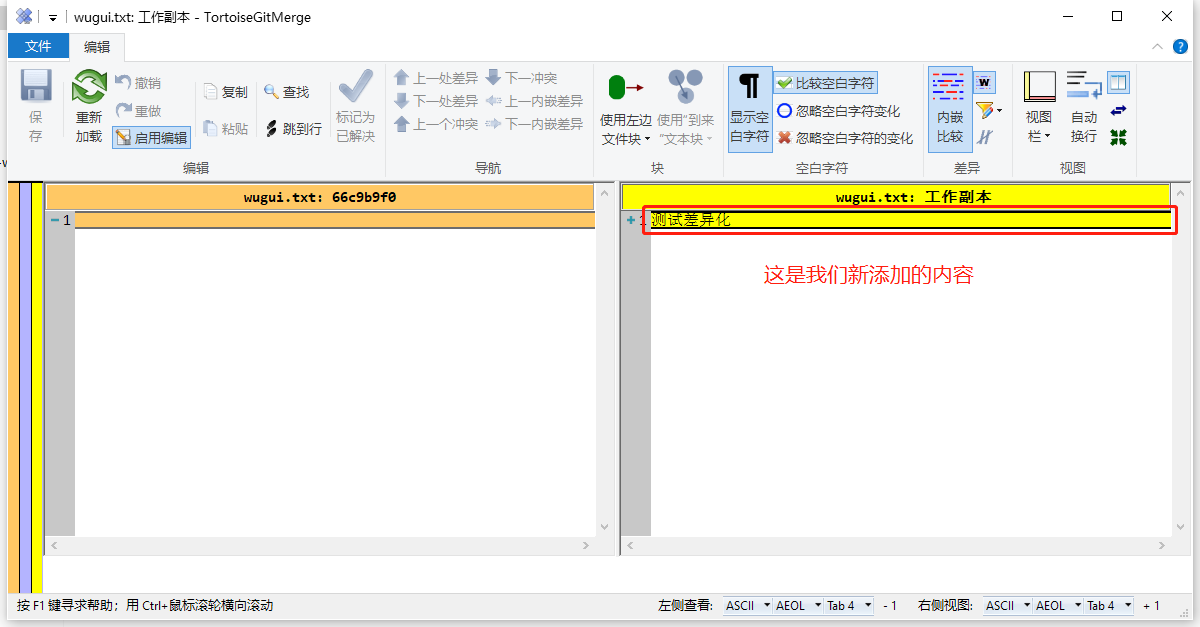 wugui.txt: 工作副本 - TortoiseGitMerge
文件
编辑
保存
重新加载
撤销
重做
启用编辑
复制
粘贴
查找
跳到行
标记为已解决
编辑
上一处差异
下一处差异
上一个冲突
下一冲突
上一内嵌差异
下一内嵌差异
导航
使用左边文件块
使用“到来“文本块
块
显示空白字符
比较空白字符
忽略空白字符变化
忽略空白字符的变化
空白字符
内嵌比较
差异
视图栏
自动换行
视图
wugui.txt: 66c9b9f0
wugui.txt: 工作副本
1
1 测试差异化
这是我们新添加的内容
按 F1 键寻求帮助; 用 Ctrl+鼠标滚轮横向滚动
左侧查看: ASCII AEOL Tab 4 - 1
右侧视图: ASCII AEOL Tab 4 + 1